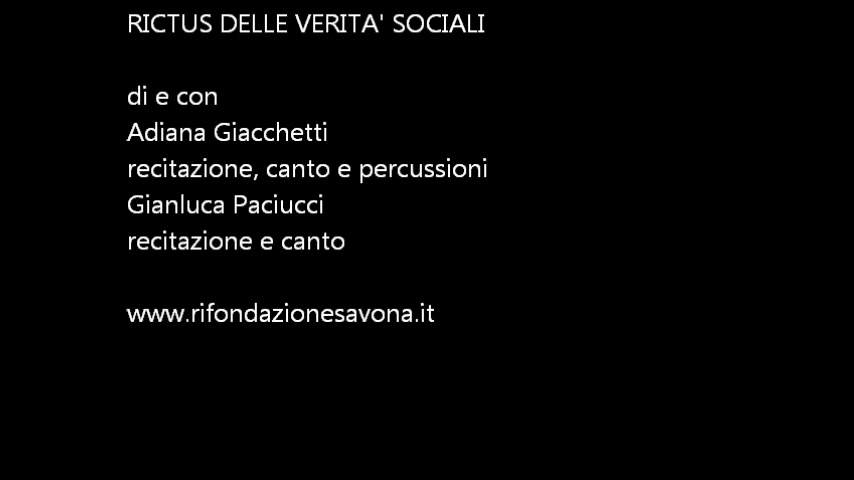 RICTUS DELLE VERITA' SOCIALI
di e con
Adiana Giacchetti
recitazione, canto e percussioni
Gianluca Paciucci
recitazione e canto
www.rifondazionesavona.it